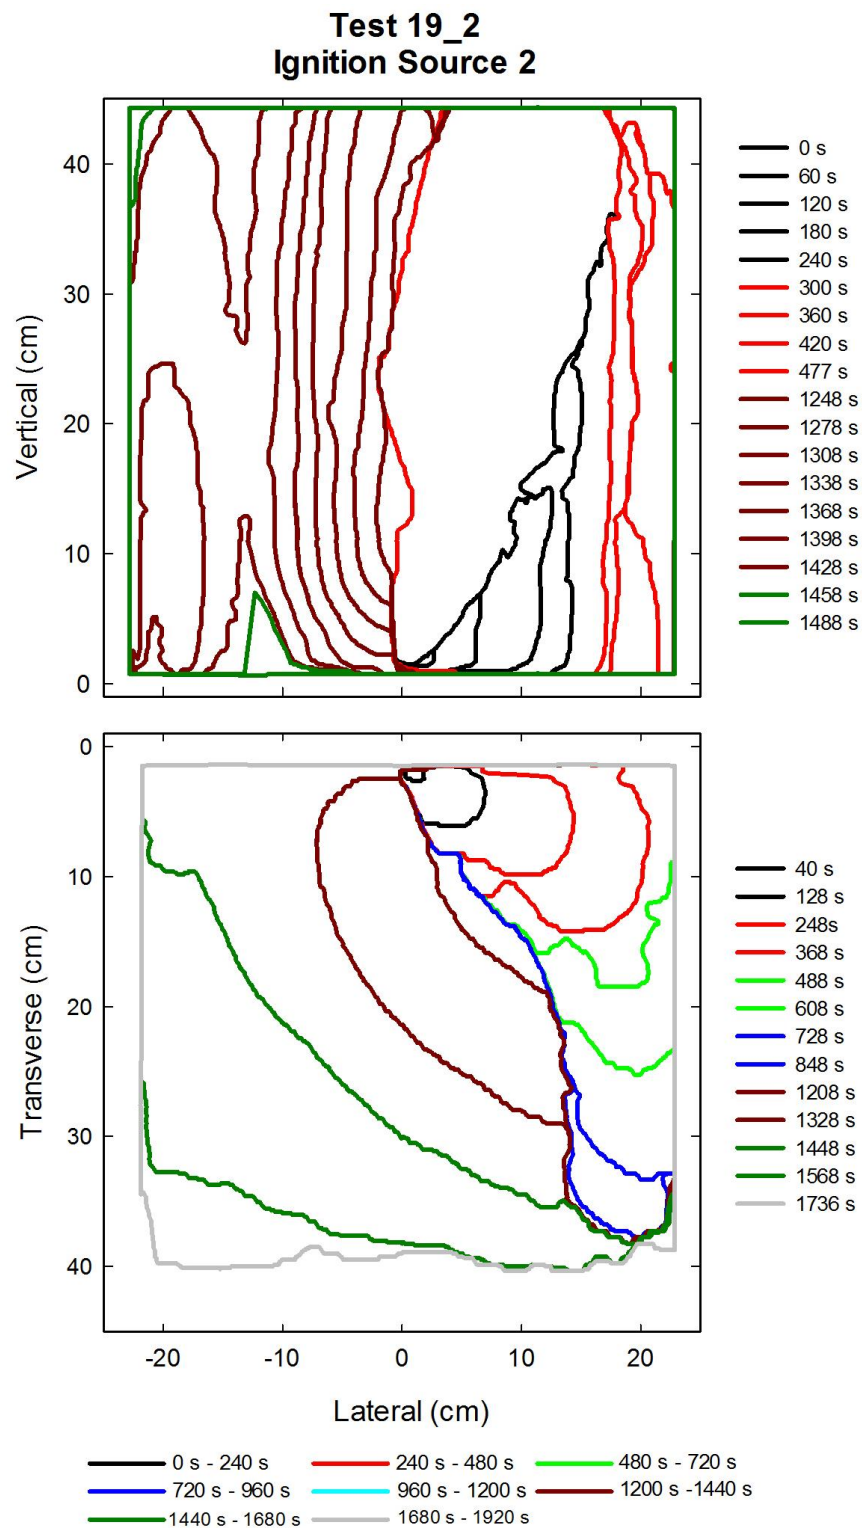 Test 19_2
Ignition Source 2
Vertical (cm)
40
30
20
10
0
0 s
60 s
120 s
180 s
240 s
300 s
360 s
420 s
477 s
1248 s
1278 s
1308 s
1338 s
1368 s
1398 s
1428 s
1458 s
1488 s
Transverse (cm)
0
10
20
30
40
40 s
128 s
248s
368 s
488 s
608 s
728 s
848 s
1208 s
1328 s
1448 s
1568 s
1736 s
-20 -10 0 10 20
Lateral (cm)
0 s - 240 s 240 s - 480 s 480 s - 720 s
720 s - 960 s 960 s - 1200 s 1200 s -1440 s
1440 s - 1680 s 1680 s - 1920 s